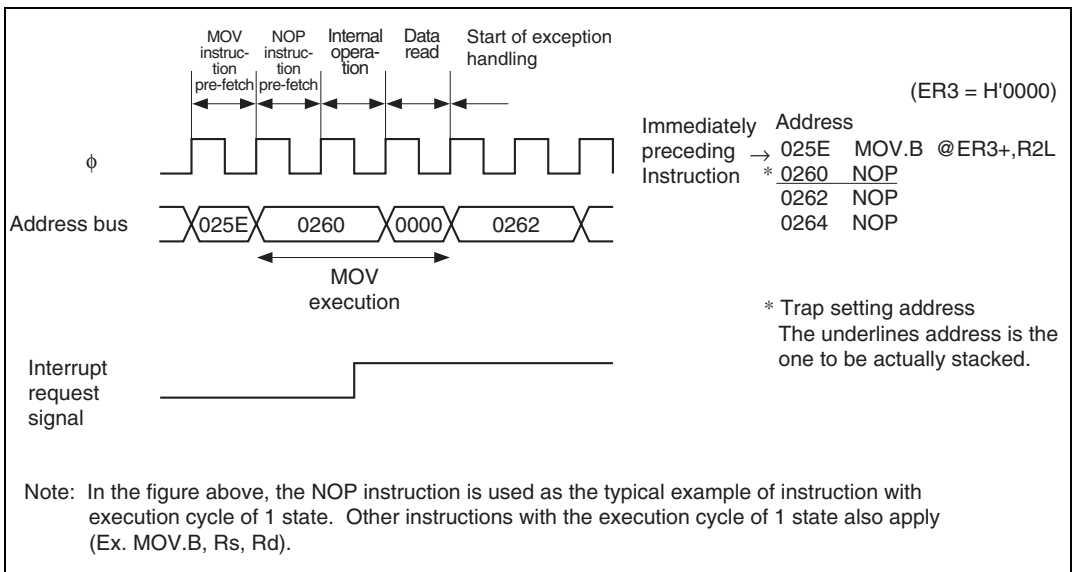 MOV
instruc-
tion
pre-fetch
NOP
instruc-
tion
pre-fetch
Internal
opera-
tion
Data
read
Start of exception
handling
(ER3 = H'0000)
Immediately
preceding
Instruction
Address
→ 025E MOV.B @ER3+,R2L
* 0260 NOP
0262 NOP
0264 NOP
ϕ
Address bus
025E 0260 0000 0262
MOV
execution
* Trap setting address
The underlines address is the
one to be actually stacked.
Interrupt
request
signal
Note: In the figure above, the NOP instruction is used as the typical example of instruction with
execution cycle of 1 state. Other instructions with the execution cycle of 1 state also apply
(Ex. MOV.B, Rs, Rd).